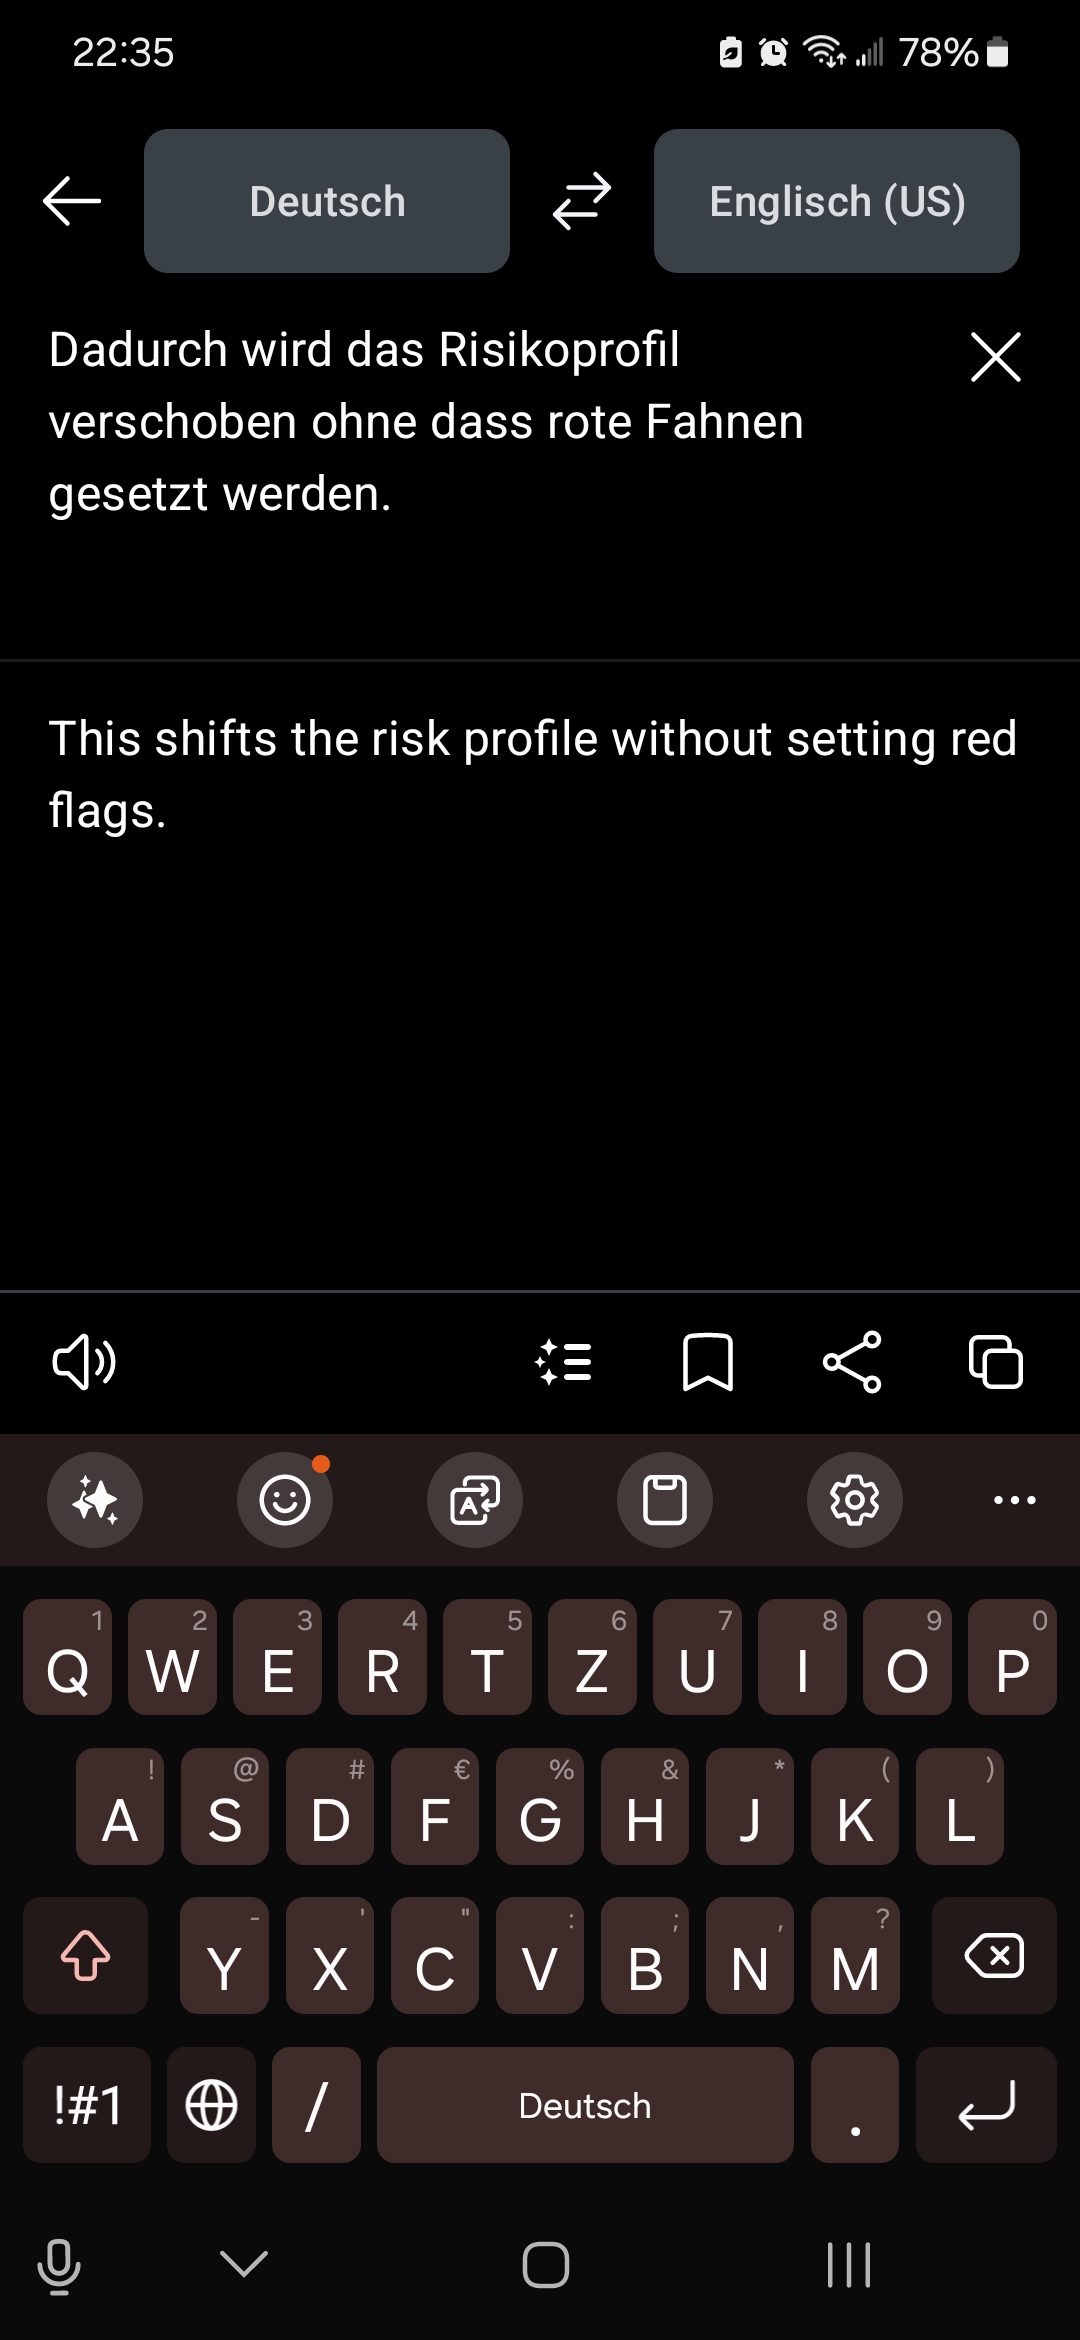 22:35
78%
Deutsch
Englisch (US)
Dadurch wird das Risikoprofil
verschoben ohne dass rote Fahnen
gesetzt werden.
This shifts the risk profile without setting red
flags.
1 2 3 4 5 6 7 8 9 0
Q W E R T Z U I O P
! @ # € % & * ( )
A S D F G H J K L
- ' " : ; , ?
Y X C V B N M
!#1 / Deutsch .